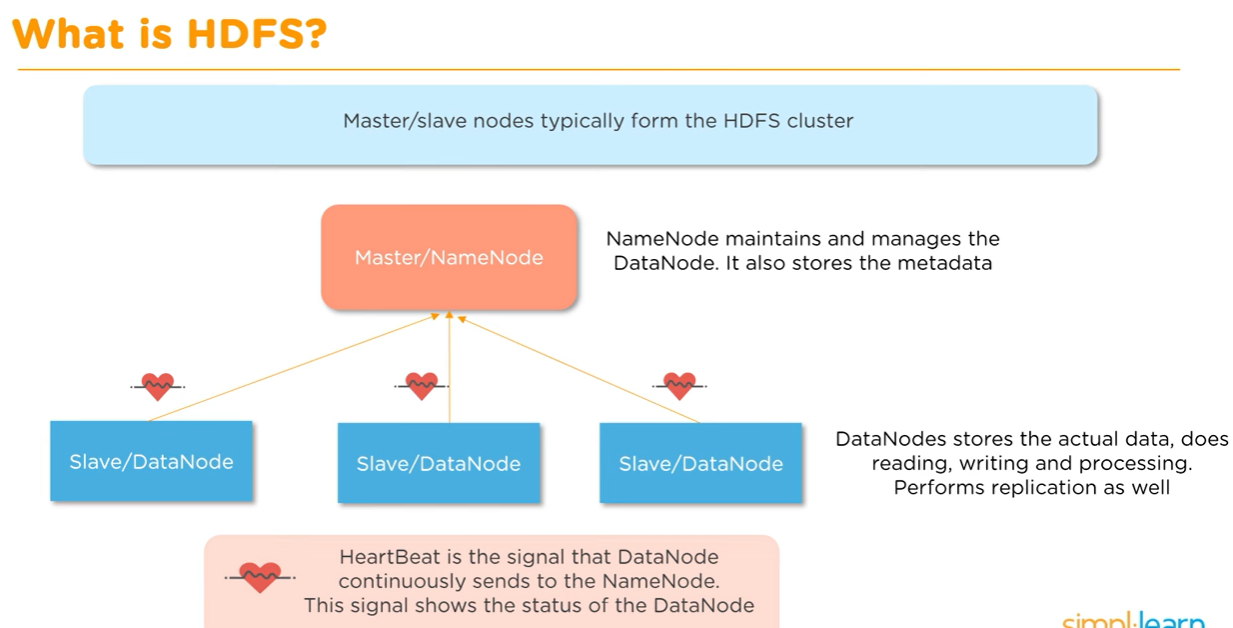 What is HDFS?
Master/slave nodes typically form the HDFS cluster
Master/NameNode
NameNode maintains and manages the
DataNode. It also stores the metadata
Slave/DataNode
Slave/DataNode
Slave/DataNode
DataNodes stores the actual data, does
reading, writing and processing.
Performs replication as well
HeartBeat is the signal that DataNode
continuously sends to the NameNode.
This signal shows the status of the DataNode
simplilearn